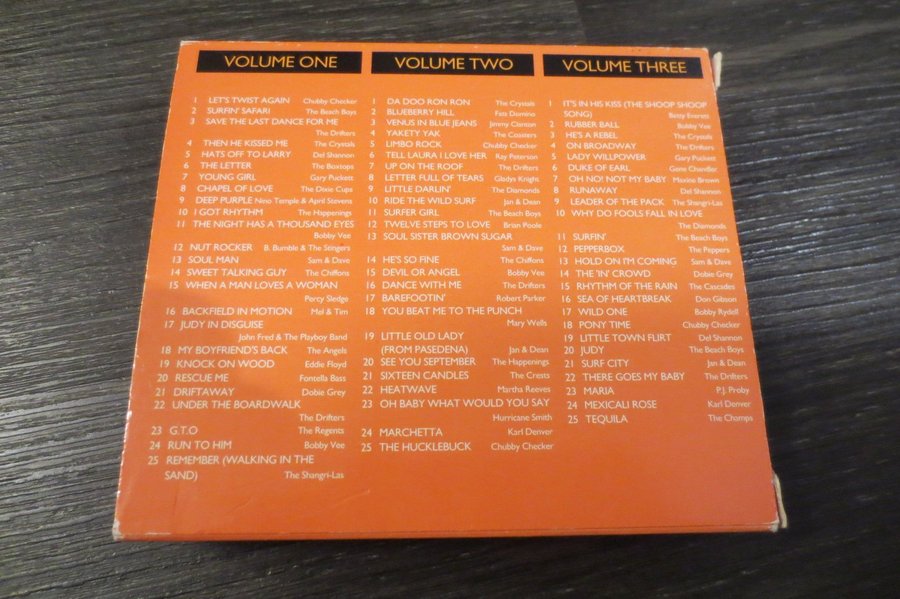 VOLUME ONE
1 LET'S TWIST AGAIN Chubby Checker
2 SURFIN' SAFARI The Beach Boys
3 SAVE THE LAST DANCE FOR ME
The Drifters
4 THEN HE KISSED ME The Crystals
5 HATS OFF TO LARRY Del Shannon
6 THE LETTER The Boxtops
7 YOUNG GIRL Gary Puckett
8 CHAPEL OF LOVE The Dixie Cups
9 DEEP PURPLE Nino Tempo & April Stevens
10 I GOT RHYTHM The Happenings
11 THE NIGHT HAS A THOUSAND EYES
Bobby Vee
12 NUT ROCKER B. Bumble & The Stingers
13 SOUL MAN Sam & Dave
14 SWEET TALKING GUY The Chiffons
15 WHEN A MAN LOVES A WOMAN
Percy Sledge
16 BACKFIELD IN MOTION Mal & Tim
17 JUDY IN DISGUISE
John Fred & The Playboy Band
18 MY BOYFRIEND'S BACK The Angels
19 KNOCK ON WOOD Eddie Floyd
20 RESCUE ME Fontella Bass
21 DRIFTAWAY Dobie Grey
22 UNDER THE BOARDWALK
The Drifters
23 G.T.O The Regents
24 RUN TO HIM Bobby Vee
25 REMEMBER (WALKING IN THE
SAND) The Shangri-Las
VOLUME TWO
1 DA DOO RON RON The Crystals
2 BLUEBERRY HILL Fats Domino
3 VENUS IN BLUE JEANS Jimmy Clanton
4 YAKETY YAK The Coasters
5 LIMBO ROCK Chubby Checker
6 TELL LAURA I LOVE HER Ray Peterson
7 UP ON THE ROOF The Drifters
8 LETTER FULL OF TEARS Gladys Knight
9 LITTLE DARLIN' The Diamonds
10 RIDE THE WILD SURF Jan & Dean
11 SURFER GIRL The Beach Boys
12 TWELVE STEPS TO LOVE Brian Poole
13 SOUL SISTER BROWN SUGAR
Sam & Dave
14 HE'S SO FINE The Chiffons
15 DEVIL OR ANGEL Bobby Vee
16 DANCE WITH ME The Drifters
17 BAREFOOTIN' Robert Parker
18 YOU BEAT ME TO THE PUNCH
Mary Wells
19 LITTLE OLD LADY
(FROM PASEDENA) Jan & Dean
20 SEE YOU SEPTEMBER The Happenings
21 SIXTEEN CANDLES The Crests
22 HEATWAVE Martha Reeves
23 OH BABY WHAT WOULD YOU SAY
Hurricane Smith
24 MARCHETTA Karl Denver
25 THE HUCKLEBUCK Chubby Checker
VOLUME THREE
1 IT'S IN HIS KISS (THE SHOOP SHOOP
SONG) Betty Everett
2 RUBBER BALL Bobby Vee
3 HE'S A REBEL The Crystals
4 ON BROADWAY The Drifters
5 LADY WILLPOWER Gary Puckett
6 DUKE OF EARL Gene Chandler
7 OH NO! NOT MY BABY Maxine Brown
8 RUNAWAY Del Shannon
9 LEADER OF THE PACK The Shangri-Las
10 WHY DO FOOLS FALL IN LOVE
The Diamonds
11 SURFIN' The Beach Boys
12 PEPPERBOX The Peppers
13 HOLD ON I'M COMING Sam & Dave
14 THE 'IN' CROWD Dobie Grey
15 RHYTHM OF THE RAIN The Cascades
16 SEA OF HEARTBREAK Don Gibson
17 WILD ONE Bobby Rydell
18 PONY TIME Chubby Checker
19 LITTLE TOWN FLIRT Del Shannon
20 JUDY The Beach Boys
21 SURF CITY Jan & Dean
22 THERE GOES MY BABY The Drifters
23 MARIA P.J. Proby
24 MEXICALI ROSE Karl Denver
25 TEQUILA The Champs